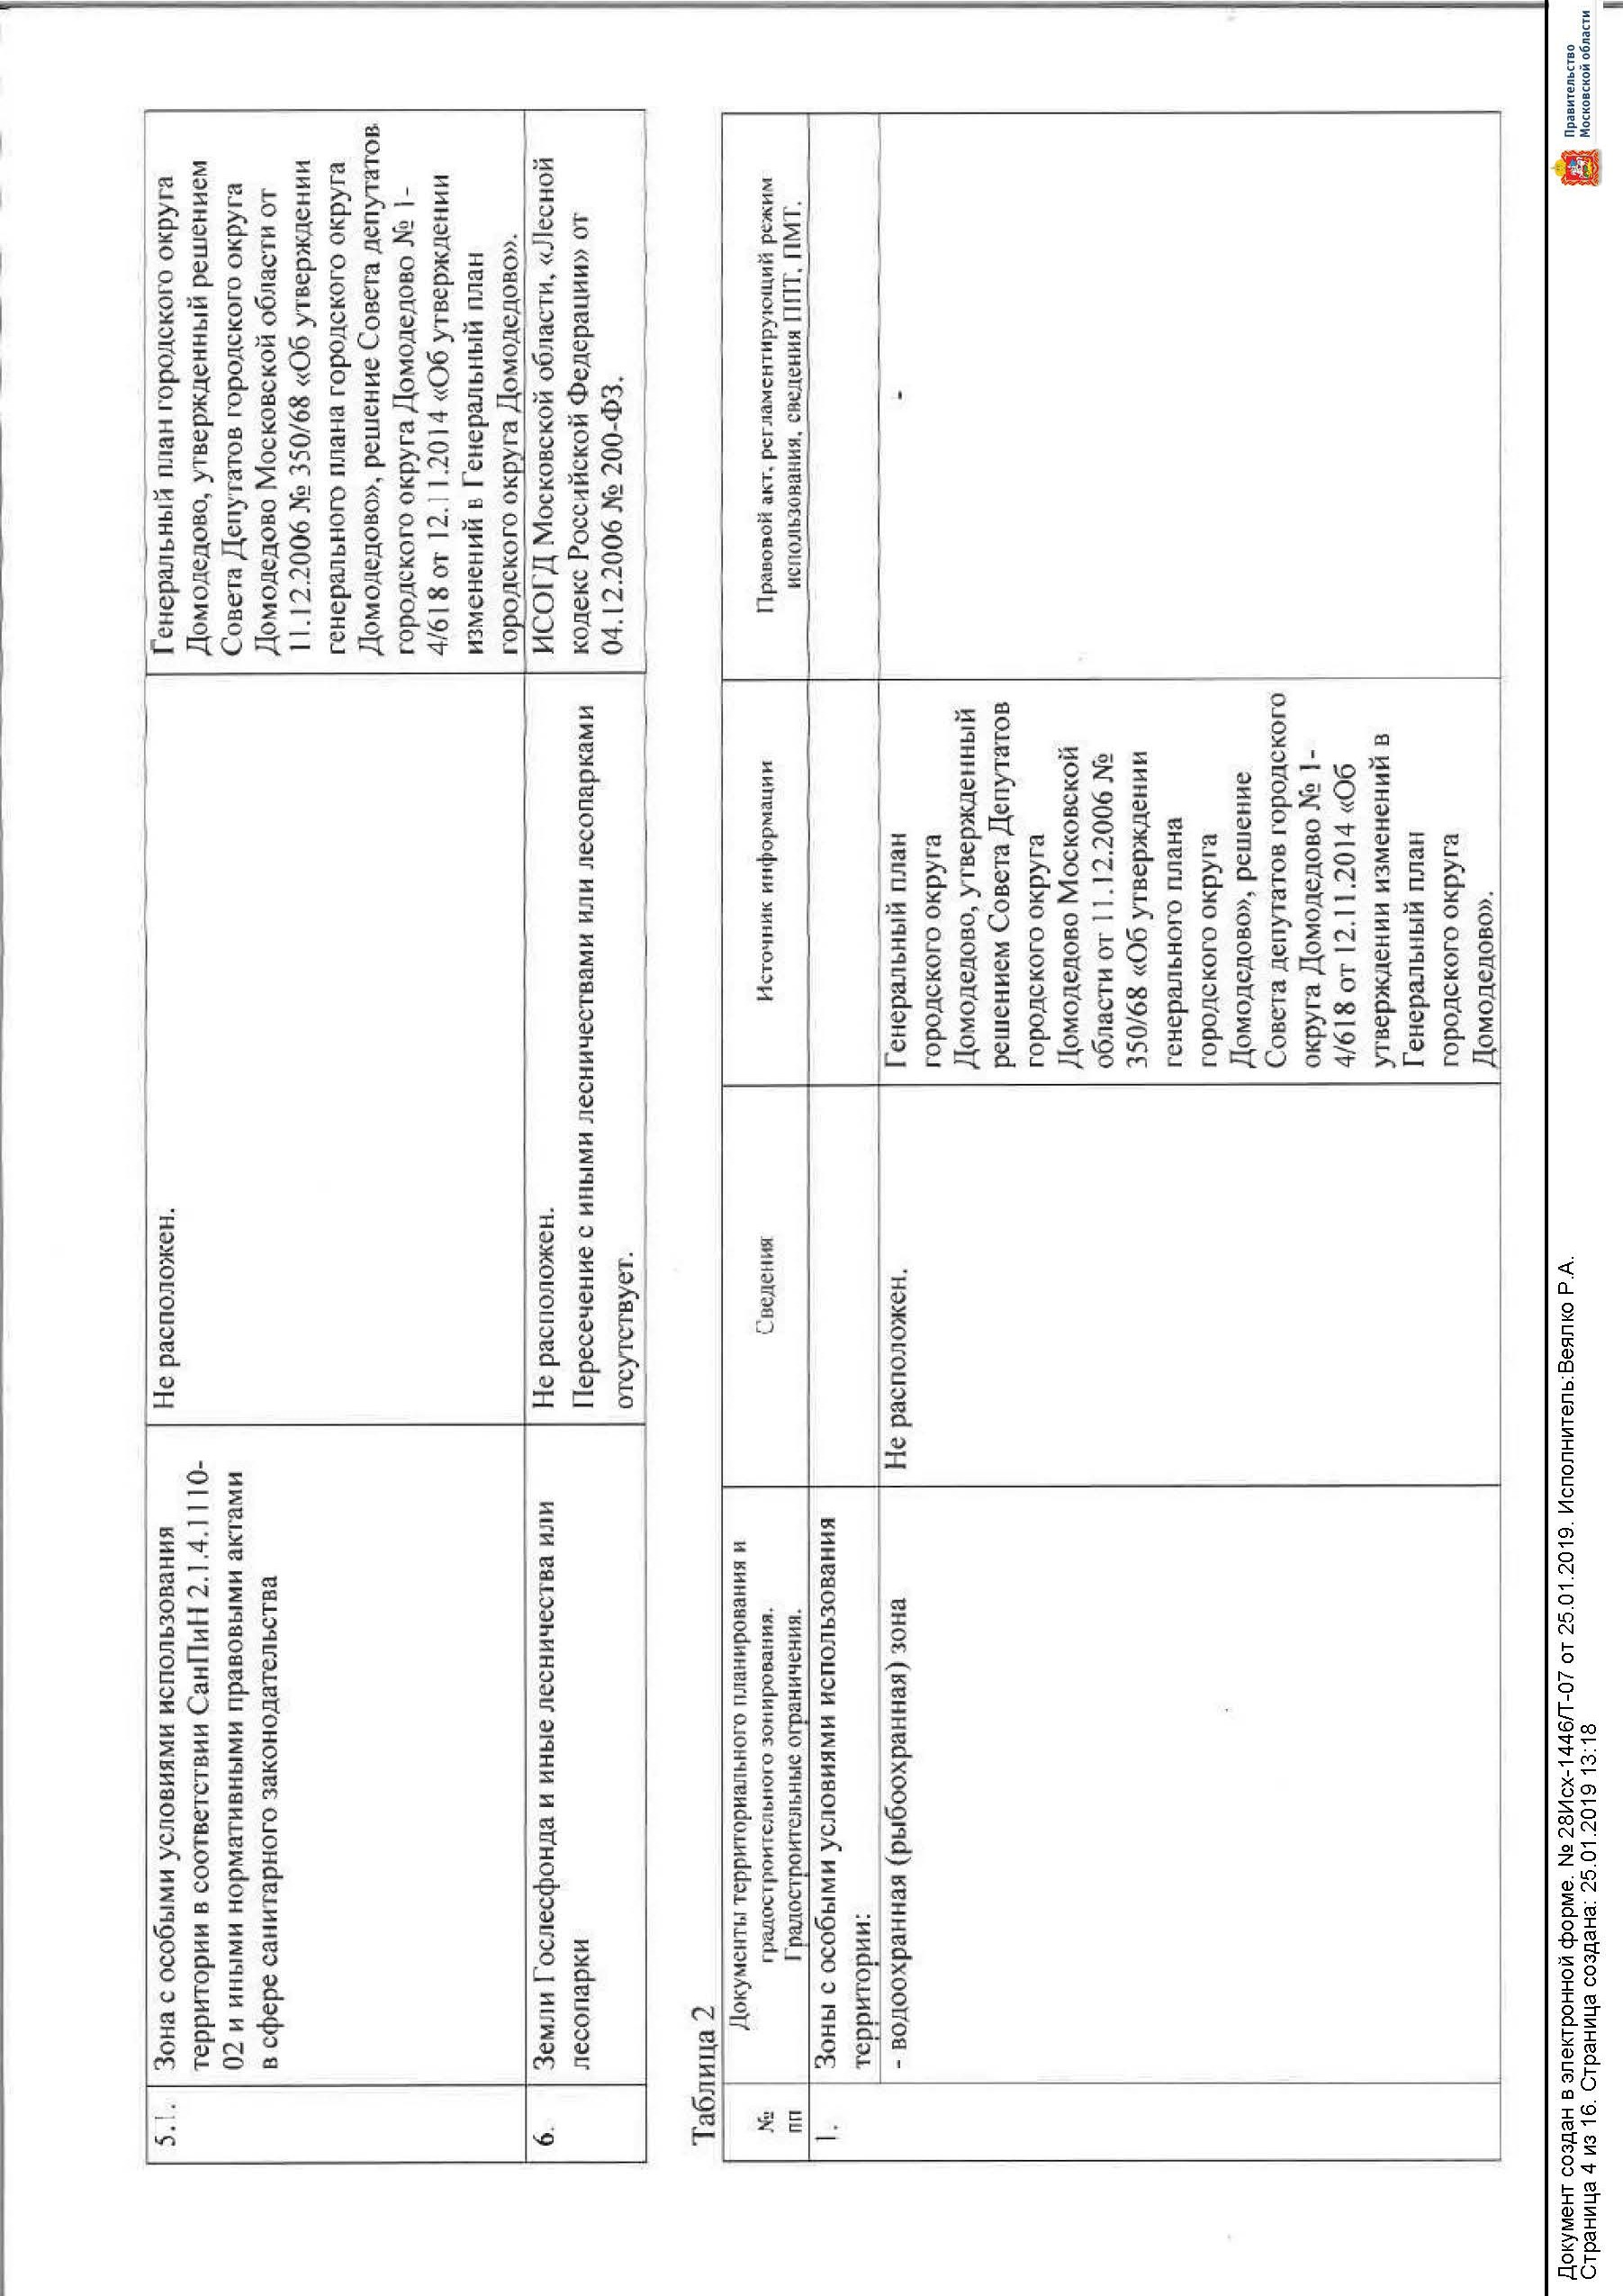 5.1.
Зона с особыми условиями использования
территории в соответствии СанПиН 2.1.4.1110-
02 и иными нормативными правовыми актами
в сфере санитарного законодательства
Не расположен.
Генеральный план городского округа
Домодедово, утвержденный решением
Совета Депутатов городского округа
Домодедово Московской области от
11.12.2006 № 350/68 «Об утверждении
генерального плана городского округа
Домодедово», решение Совета депутатов
городского округа Домодедово № 1-
4/618 от 12.11.2014 «Об утверждении
изменений в Генеральный план
городского округа Домодедово».
6.
Земли Гослесфонда и иные лесничества или
лесопарки
Не расположен.
Пересечение с иными лесничествами или лесопарками
отсутствует.
ИСОГД Московской области, «Лесной
кодекс Российской Федерации» от
04.12.2006 № 200-ФЗ.
Таблица 2
№
пп
Документы территориального планирования и
градостроительного зонирования.
Градостроительные ограничения.
Сведения
Источник информации
Правовой акт, регламентирующий режим
использования, сведения ППТ, ПМТ.
1.
Зоны с особыми условиями использования
территории:
- водоохранная (рыбоохранная) зона
Не расположен.
Генеральный план
городского округа
Домодедово, утвержденный
решением Совета Депутатов
городского округа
Домодедово Московской
области от 11.12.2006 №
350/68 «Об утверждении
генерального плана
городского округа
Домодедово», решение
Совета депутатов городского
округа Домодедово № 1-
4/618 от 12.11.2014 «Об
утверждении изменений в
Генеральный план
городского округа
Домодедово».
-
Документ создан в электронной форме. № 28Исх-1446/Т-07 от 25.01.2019. Исполнитель:Веялко Р.А.
Страница 4 из 16. Страница создана: 25.01.2019 13:18
Правительство
Московской области